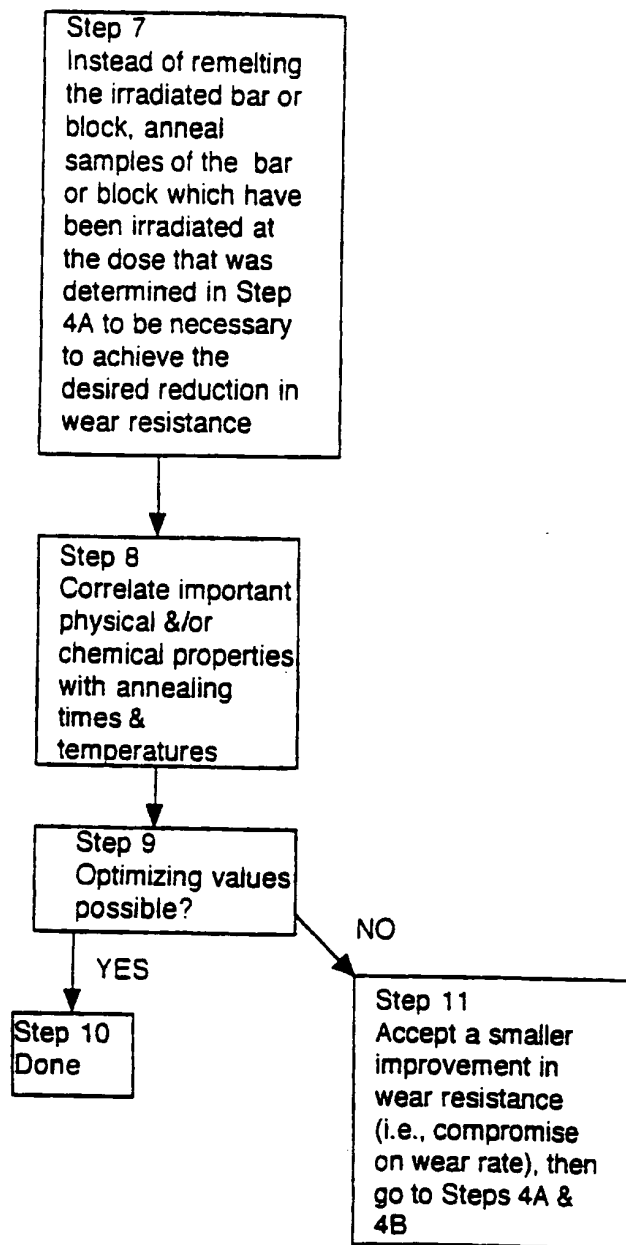 Step 7
Instead of remelting
the irradiated bar or
block, anneal
samples of the bar
or block which have
been irradiated at
the dose that was
determined in Step
4A to be necessary
to achieve the
desired reduction in
wear resistance
Step 8
Correlate important
physical &/or
chemical properties
with annealing
times &
temperatures
Step 9
Optimizing values
possible?
NO
YES
Step 10
Done
Step 11
Accept a smaller
improvement in
wear resistance
(i.e., compromise
on wear rate), then
go to Steps 4A &
4B